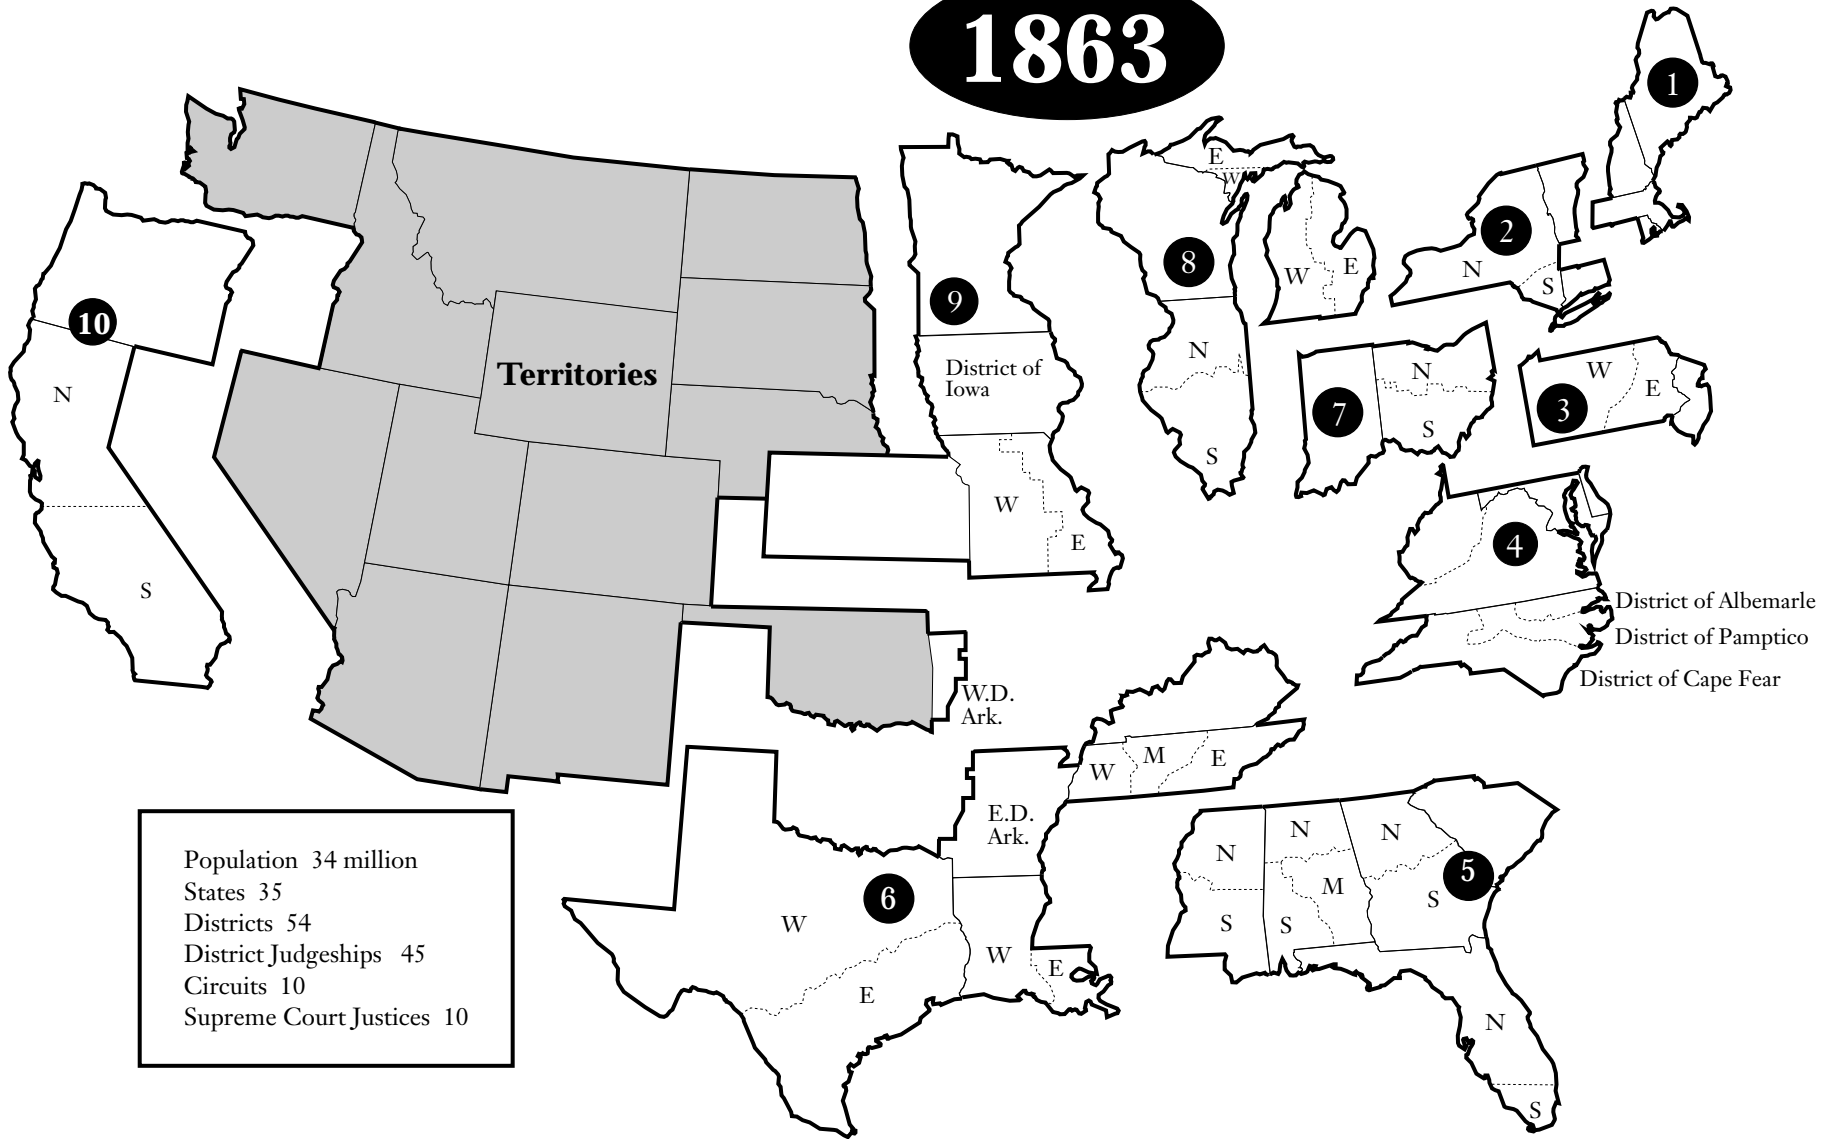 1863
1
E
W
2
8
W
E
N
S
9
10
N
District of
Iowa
Territories
N
S
N
S
7
W
E
3
W
E
4
S
District of Albemarle
District of Pamptico
District of Cape Fear
W.D.
Ark.
W
M
E
E.D.
Ark.
N
N
N
S
M
S
S
5
6
W
E
W
E
N
S
Population 34 million
States 35
Districts 54
District Judgeships 45
Circuits 10
Supreme Court Justices 10